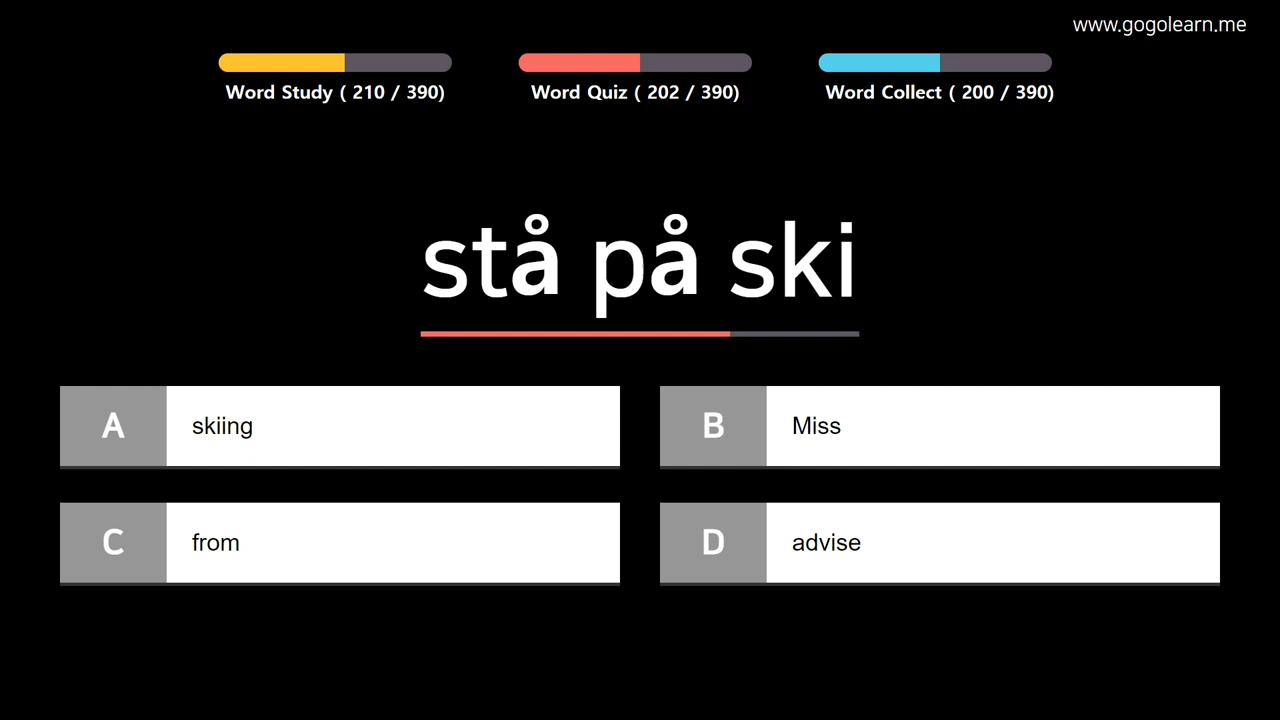 www.gogolearn.me
Word Study ( 210 / 390)
Word Quiz ( 202 / 390)
Word Collect ( 200 / 390)
stå på ski
A skiing
B Miss
C from
D advise